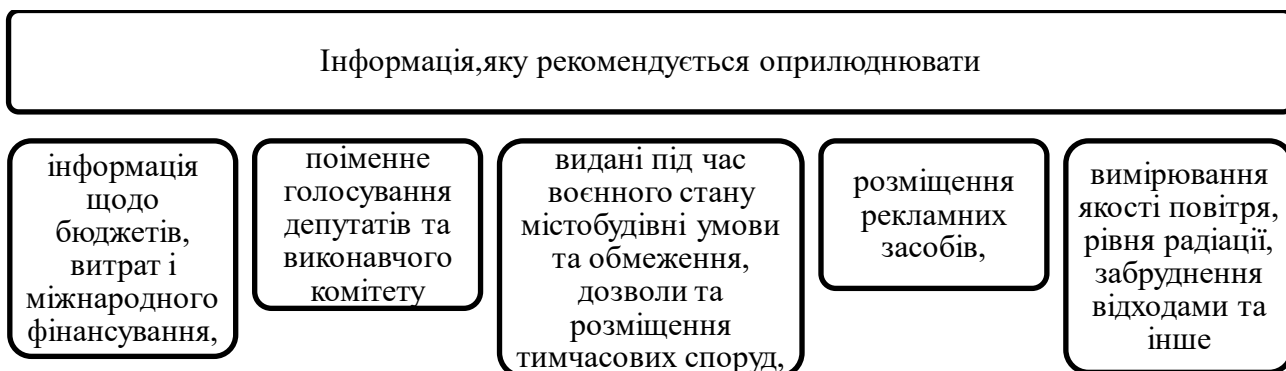 Інформація,яку рекомендується оприлюднювати
інформація
щодо
бюджетів,
витрат і
міжнародного
фінансування,
поіменне
голосування
депутатів та
виконавчого
комітету
видані під час
воєнного стану
містобудівні умови
та обмеження,
дозволи та
розміщення
тимчасових споруд,
розміщення
рекламних
засобів,
вимірювання
якості повітря,
рівня радіації,
забруднення
відходами та
інше